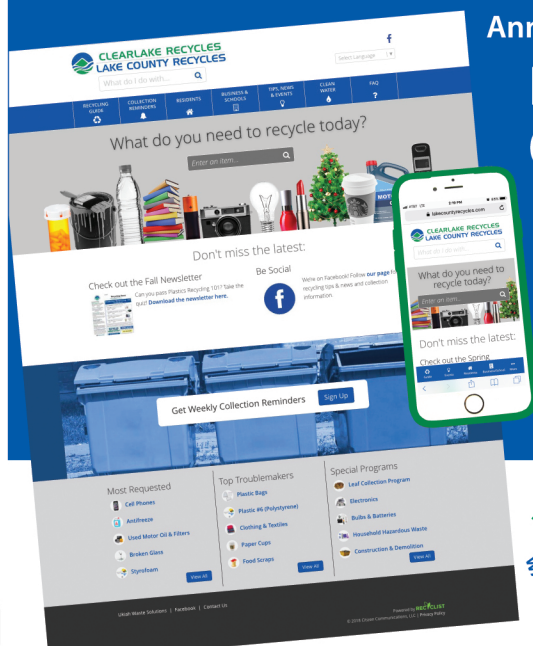 Ann
CLEARLAKE RECYCLES
LAKE COUNTY RECYCLES
What do I do with...
Select Language
RECYCLING GUIDE
COLLECTION REMINDERS
RESIDENTS
BUSINESS & SCHOOLS
TIPS, NEWS & EVENTS
CLEAN WATER
FAQ
?
What do you need to recycle today?
Enter an item...
Don't miss the latest:
Check out the Fall Newsletter
Can you pass Plastics Recycling 101? Take the
quiz! Download the newsletter here.
Be Social
We're on Facebook! Follow our page
recycling tips & news and collection
information.
Get Weekly Collection Reminders
Sign Up
Most Requested
Cell Phones
Antifreeze
Used Motor Oil & Filters
Broken Glass
Styrofoam
View All
Top Troublemakers
Plastic Bags
Plastic #6 (Polystyrene)
Clothing & Textiles
Paper Cups
Food Scraps
View All
Special Programs
Leaf Collection Program
Electronics
Bulbs & Batteries
Household Hazardous Waste
Construction & Demolition
View All
Ukiah Waste Solutions | Facebook | Contact Us
Powered by RECYCLIST
Privacy Policy
lakecountyrecycles.com
CLEARLAKE RECYCLES
LAKE COUNTY RECYCLES
What do I do with...
What do you need to
recycle today?
Enter an item...
Don't miss the latest:
Check out the Spring